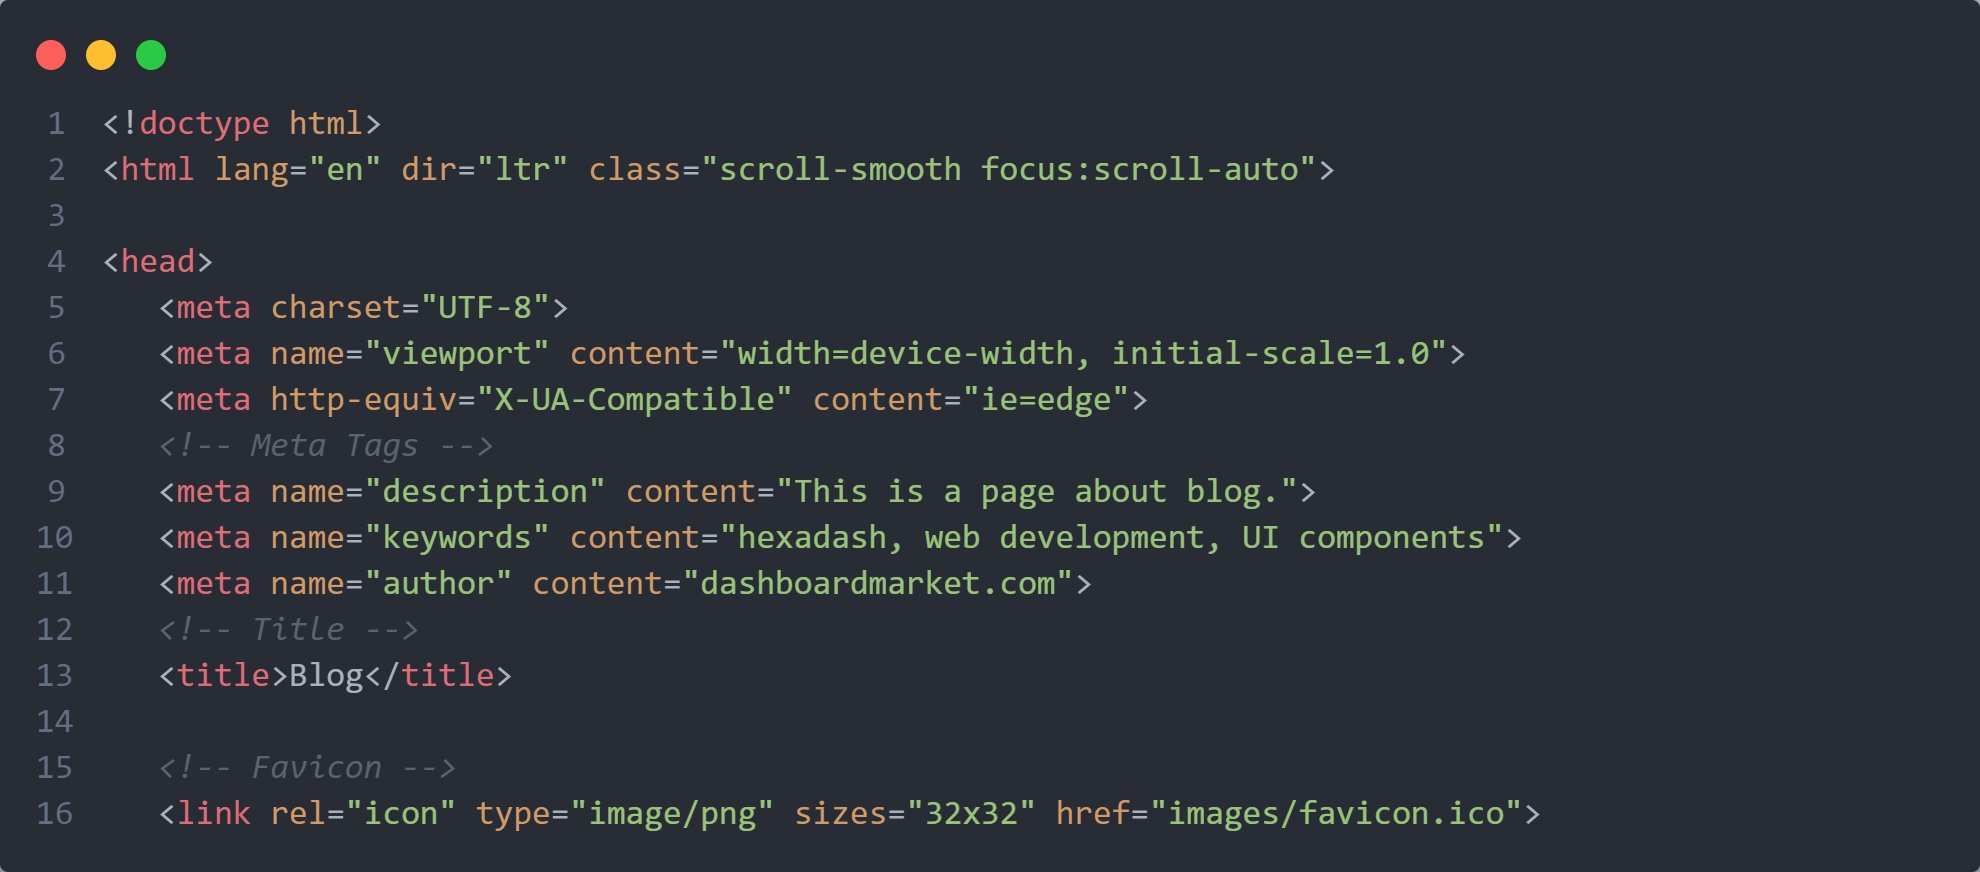 1 <!doctype html>
2 <html lang="en" dir="ltr" class="scroll-smooth focus:scroll-auto">
3
4 <head>
5    <meta charset="UTF-8">
6    <meta name="viewport" content="width=device-width, initial-scale=1.0">
7    <meta http-equiv="X-UA-Compatible" content="ie=edge">
8    <!-- Meta Tags -->
9    <meta name="description" content="This is a page about blog.">
10    <meta name="keywords" content="hexadash, web development, UI components">
11    <meta name="author" content="dashboardmarket.com">
12    <!-- Title -->
13    <title>Blog</title>
14
15    <!-- Favicon -->
16    <link rel="icon" type="image/png" sizes="32x32" href="images/favicon.ico">